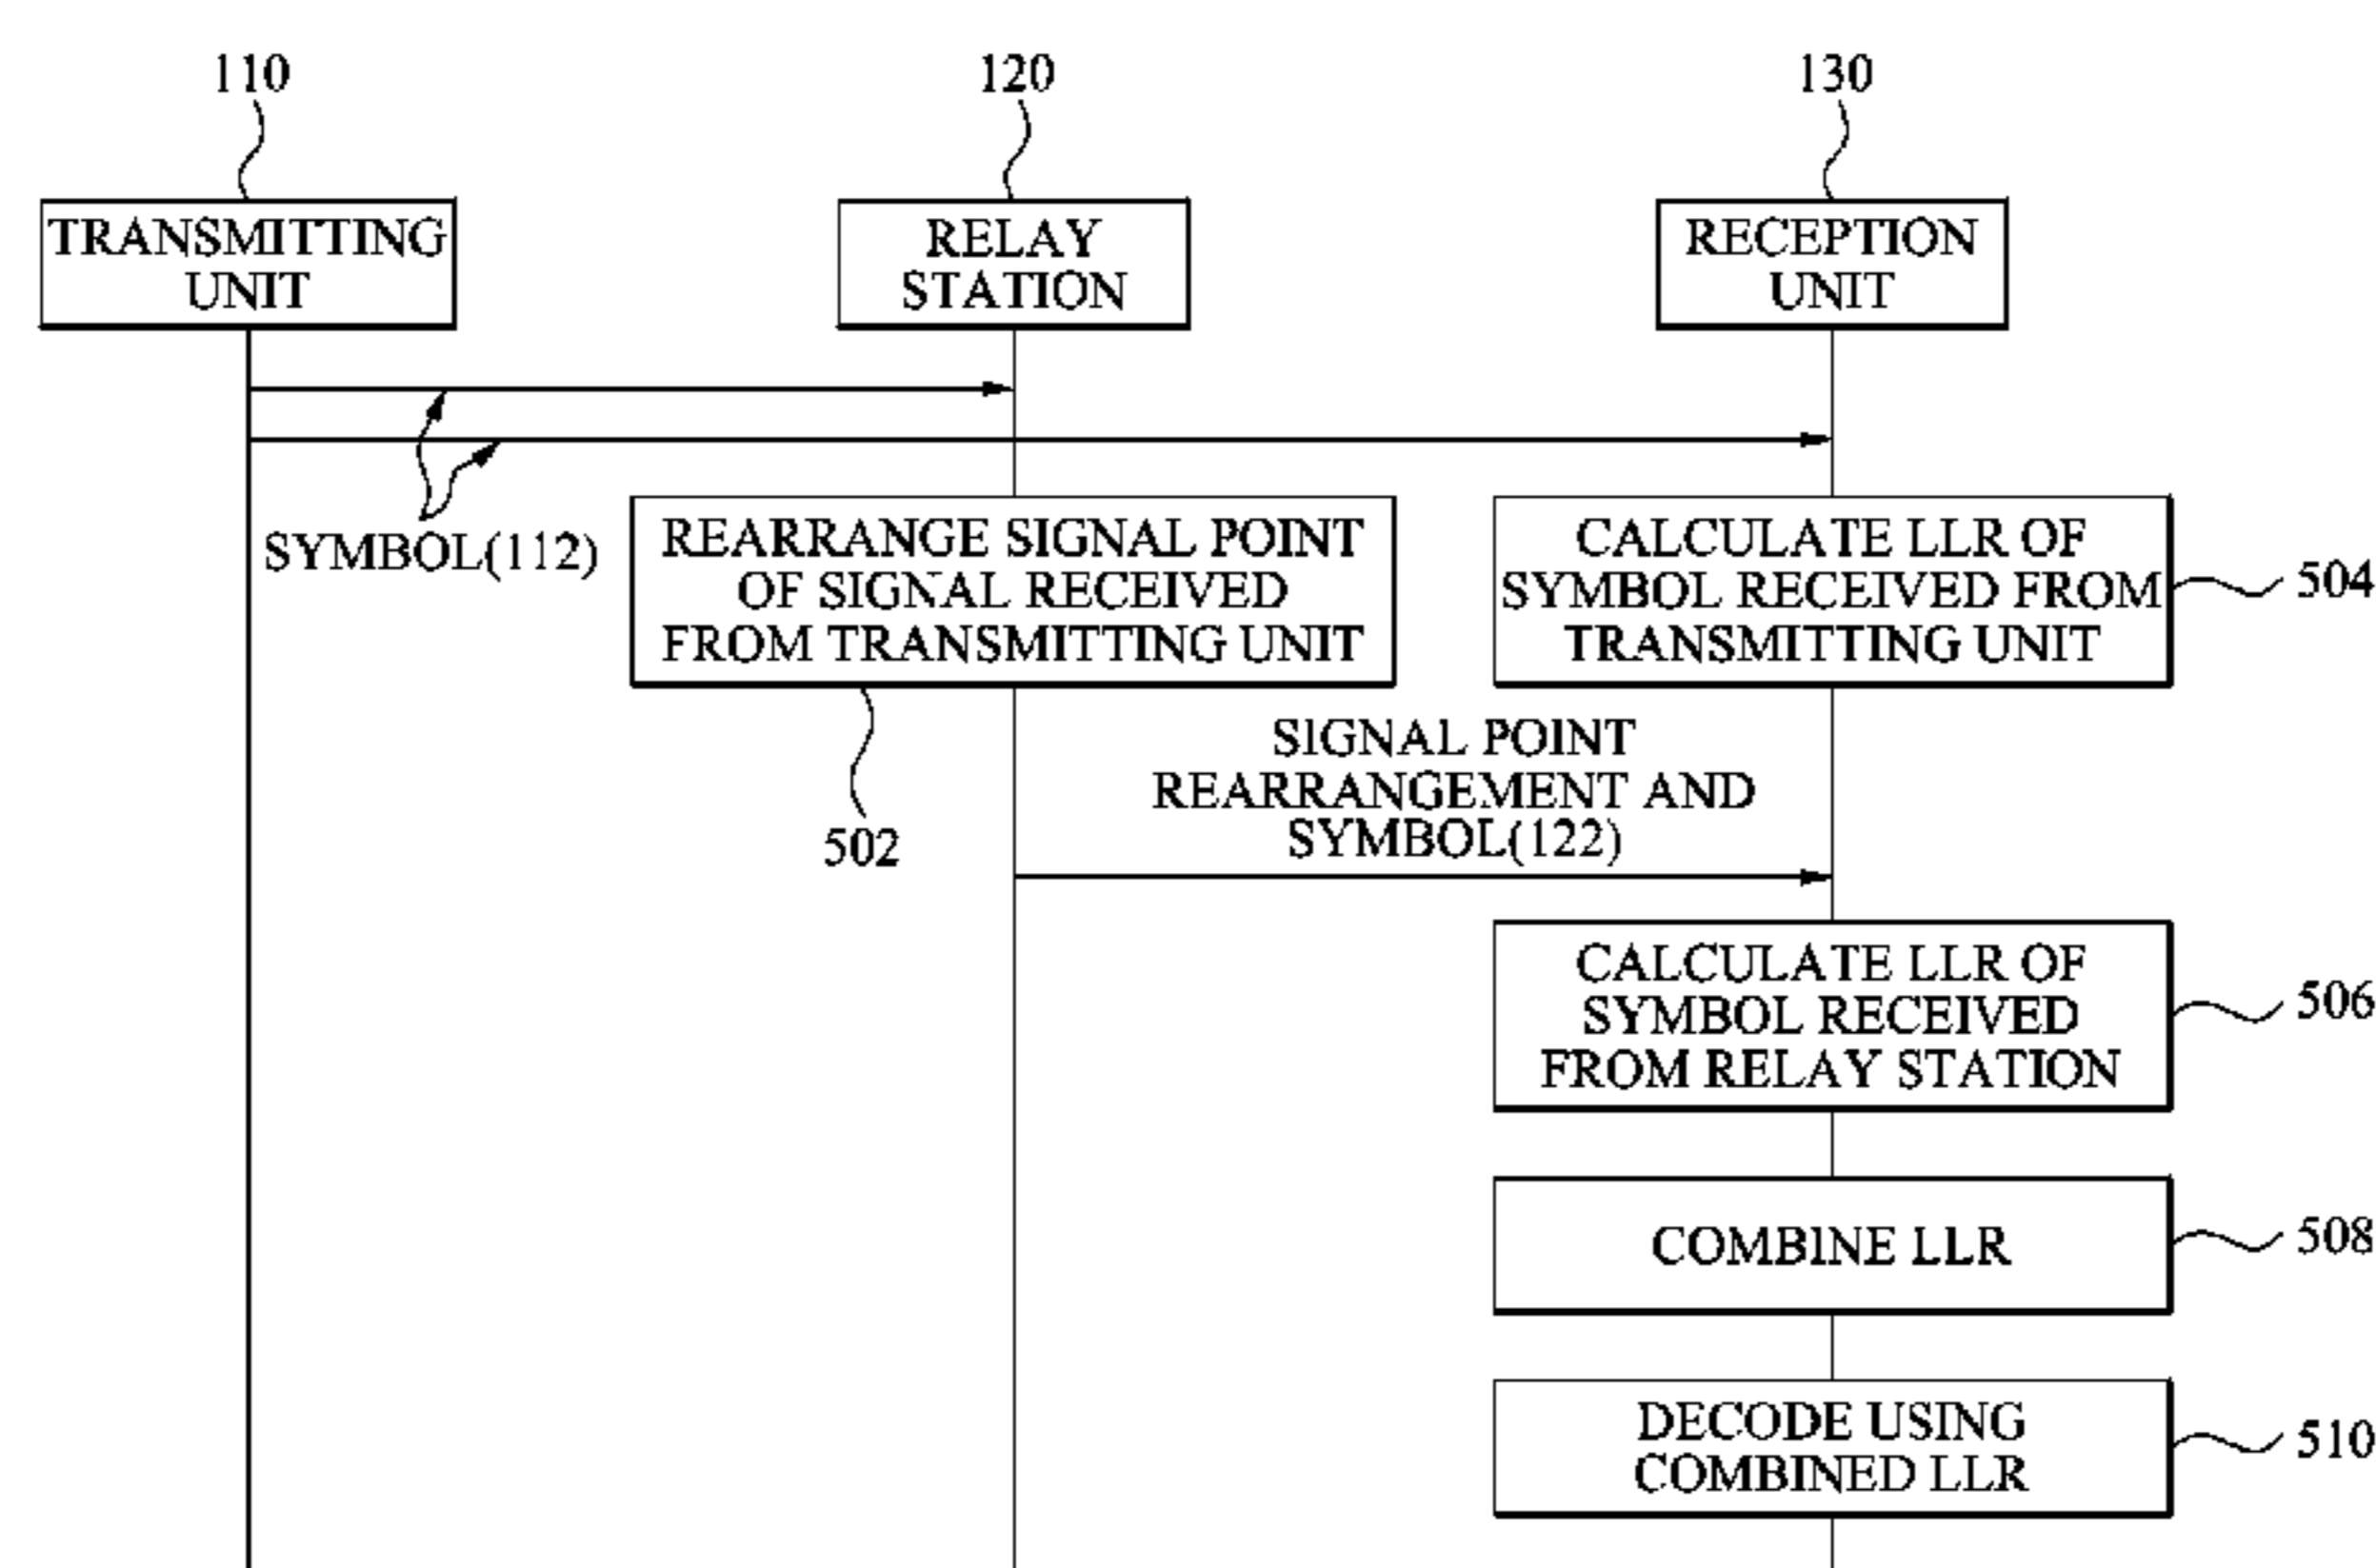 110
120
130
TRANSMITTING
UNIT
RELAY
STATION
RECEPTION
UNIT
SYMBOL(112)
REARRANGE SIGNAL POINT
OF SIGNAL RECEIVED
FROM TRANSMITTING UNIT
502
CALCULATE LLR OF
SYMBOL RECEIVED FROM
TRANSMITTING UNIT
504
SIGNAL POINT
REARRANGEMENT AND
SYMBOL(122)
CALCULATE LLR OF
SYMBOL RECEIVED
FROM RELAY STATION
506
COMBINE LLR
508
DECODE USING
COMBINED LLR
510